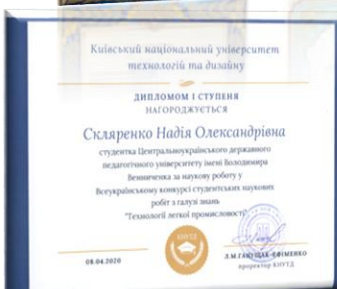 Київський національний університет
технологій та дизайну
ДИПЛОМОМ І СТУПЕНЯ
НАГОРОДЖУЄТЬСЯ
Скляренко Надія Олександрівна
студентка Центральноукраїнського державного
педагогічного університету імені Володимира
Винниченка за наукову роботу у
Всеукраїнському конкурсі студентських наукових
робіт з галузі знань
"Технології легкої промисловості"
КНУТД
08.04.2020
Л.М.ГАНУЩАК-ЄФІМЕНКО
проректор КНУТД